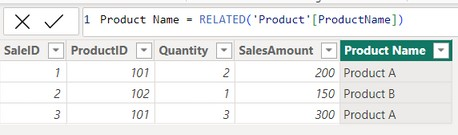 1 Product Name = RELATED('Product'[ProductName])
SaleID ProductID Quantity SalesAmount Product Name
1 101 2 200 Product A
2 102 1 150 Product B
3 101 3 300 Product A